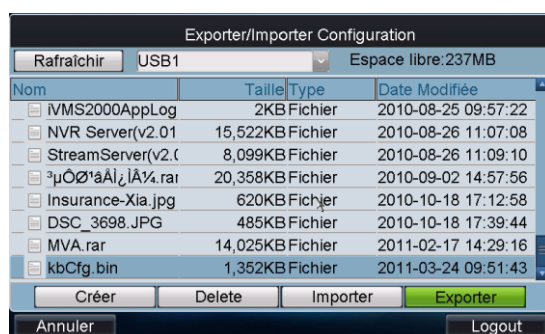 Exporter/Importer Configuration
Rafraîchir USB1 Espace libre:237MB
Nom Taille Type Date Modifiée
iVMS2000AppLog 2KB Fichier 2010-08-25 09:57:22
NVR Server(v2.01 15,522KB Fichier 2010-08-26 11:07:08
StreamServer(v2.0 8,099KB Fichier 2010-08-26 11:09:10
³µÔØ¹âÅÌ¿ÌÂ¼.rar 20,358KB Fichier 2010-09-02 14:57:56
Insurance-Xia.jpg 620KB Fichier 2010-10-18 17:12:58
DSC_3698.JPG 485KB Fichier 2010-10-18 17:39:44
MVA.rar 14,025KB Fichier 2011-02-17 14:29:16
kbCfg.bin 1,352KB Fichier 2011-03-24 09:51:43
Créer Delete Importer Exporter
Annuler Logout